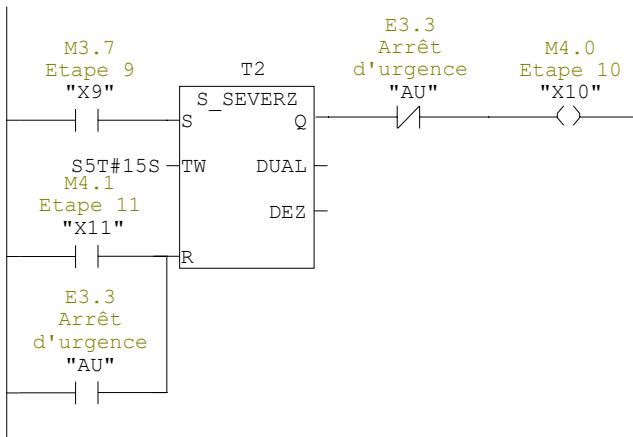 E3.3
M3.7
Arrêt
M4.0
Etape 9
T2
d'urgence
Etape 10
"X9"
"AU"
"X10"
S_SEVERZ
S
Q
S5T#15S
TW
DUAL
M4.1
Etape 11
DEZ
"X11"
R
E3.3
Arrêt
d'urgence
"AU"